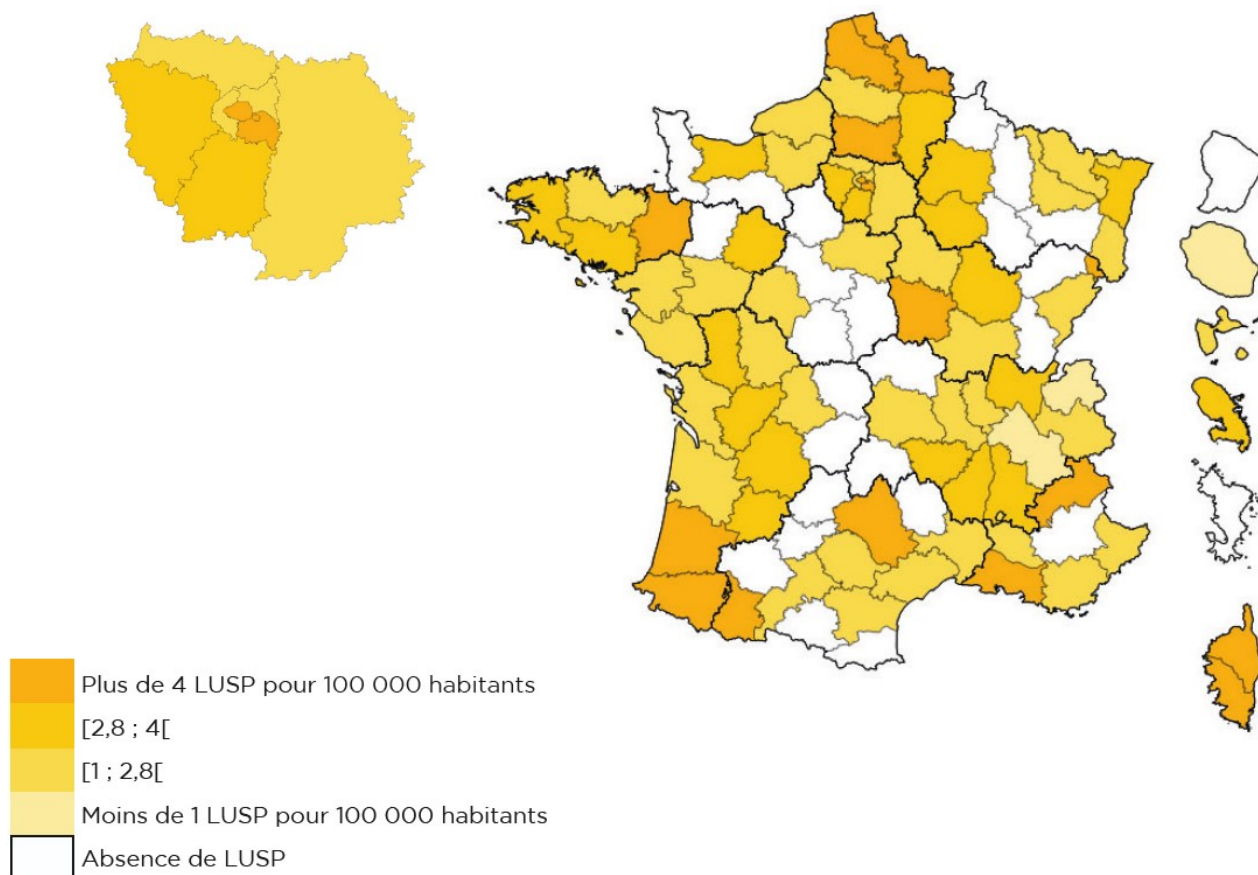 Plus de 4 LUSP pour 100 000 habitants
[2,8 ; 4[
[1 ; 2,8[
Moins de 1 LUSP pour 100 000 habitants
Absence de LUSP